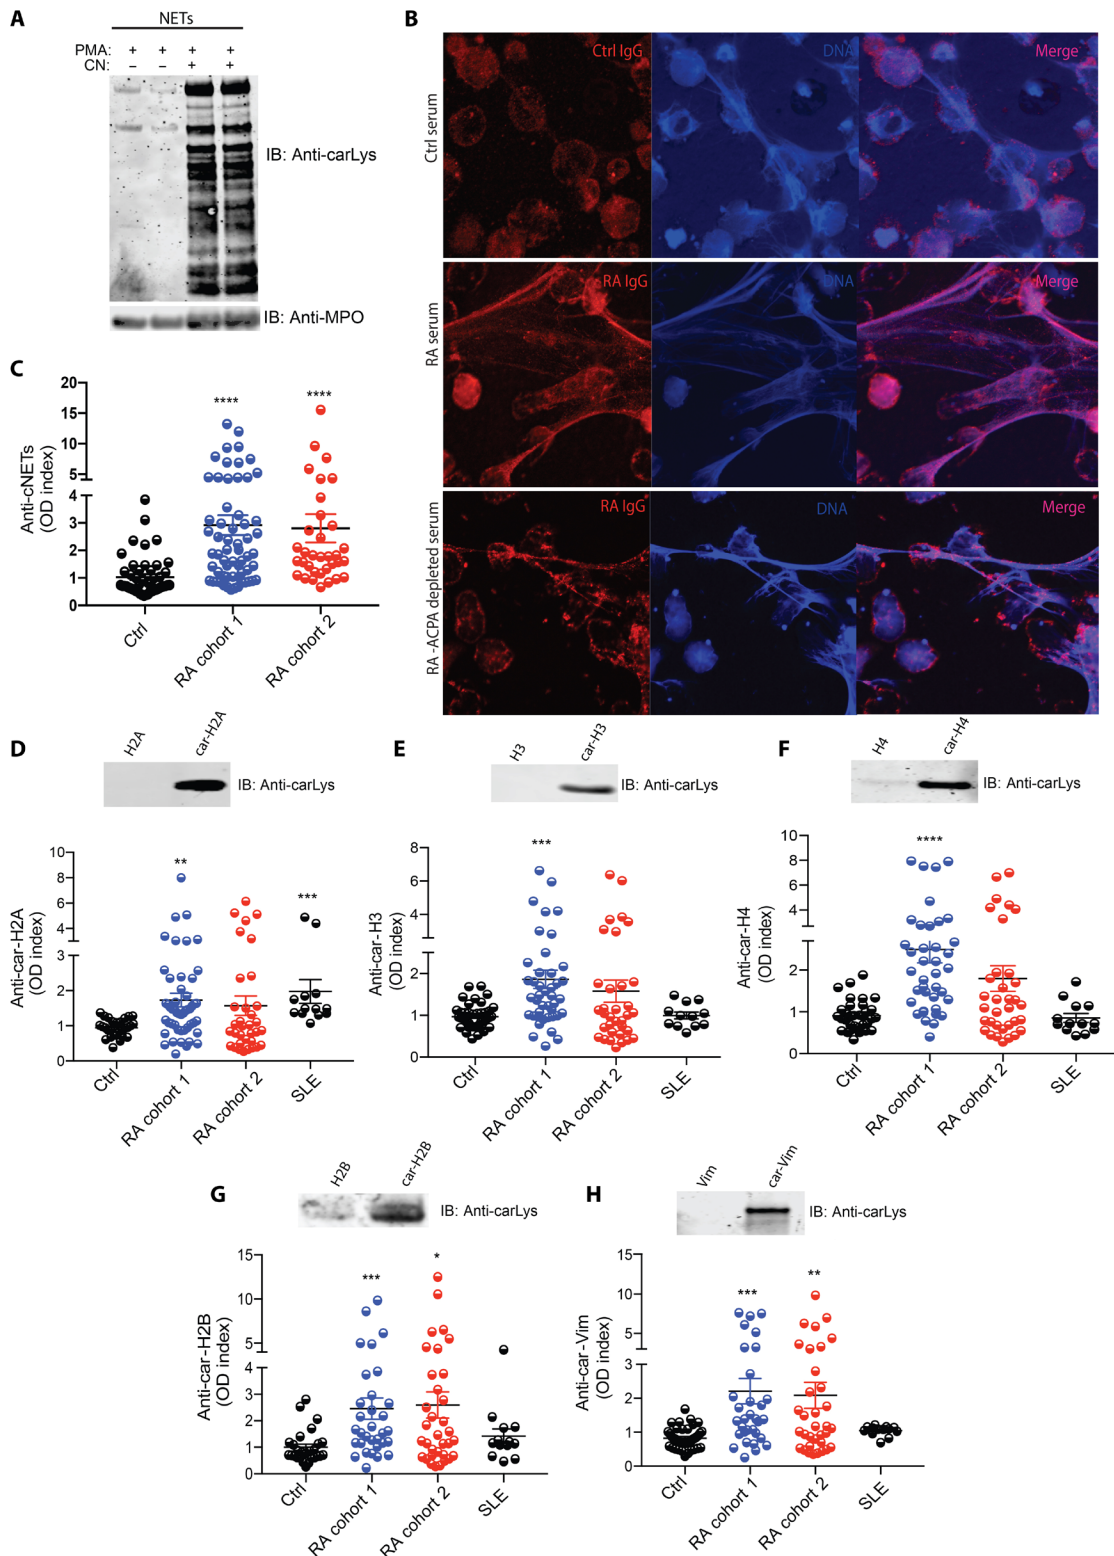 A
NETs
PMA: + + + +
CN: – – + +
IB: Anti-carLys
IB: Anti-MPO
B
Ctrl serum
Ctrl IgG
DNA
Merge
RA serum
RA IgG
DNA
Merge
RA -ACPA depleted serum
RA IgG
DNA
Merge
C
Anti-cNETs
(OD index)
20
15
10
5
4
3
2
1
0
****
****
Ctrl
RA cohort 1
RA cohort 2
D
H2A
car-H2A
IB: Anti-carLys
Anti-car-H2A
(OD index)
10
8
6
4
2
3
2
1
0
**
***
Ctrl
RA cohort 1
RA cohort 2
SLE
E
H3
car-H3
IB: Anti-carLys
Anti-car-H3
(OD index)
8
6
4
2
2
1
0
***
Ctrl
RA cohort 1
RA cohort 2
SLE
F
H4
car-H4
IB: Anti-carLys
Anti-car-H4
(OD index)
10
8
6
4
2
1
0
****
Ctrl
RA cohort 1
RA cohort 2
SLE
G
H2B
car-H2B
IB: Anti-carLys
Anti-car-H2B
(OD index)
15
10
5
4
3
2
1
0
***
*
Ctrl
RA cohort 1
RA cohort 2
SLE
H
Vim
car-Vim
IB: Anti-carLys
Anti-car-Vim
(OD index)
15
10
5
3
2
1
0
***
**
Ctrl
RA cohort 1
RA cohort 2
SLE